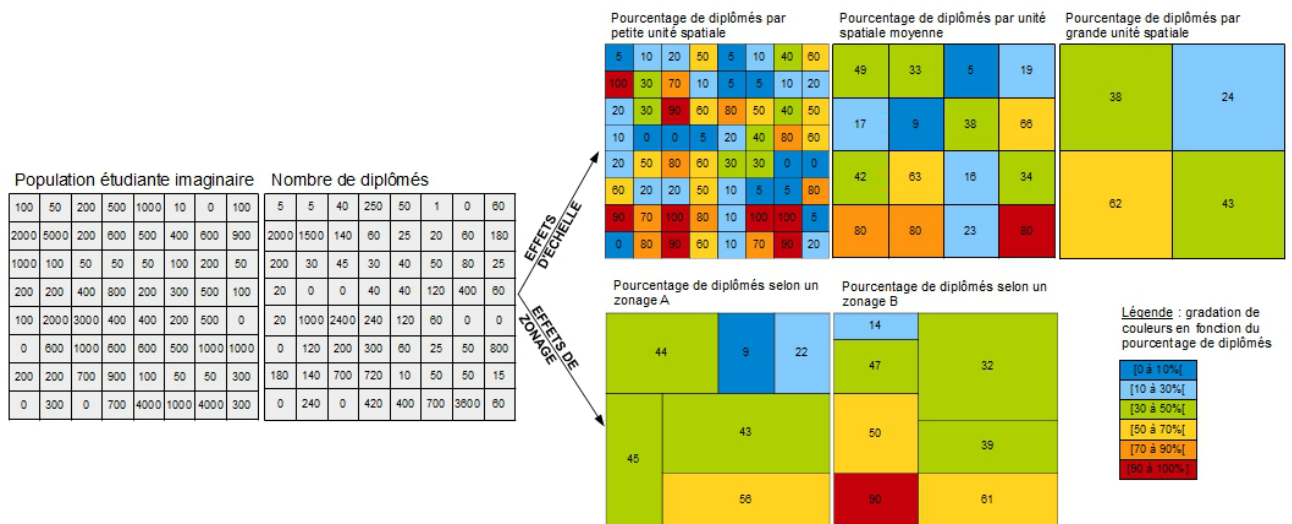 Pourcentage de diplômés par
petite unité spatiale
5 10 20 50 5 10 40 60
100 30 70 10 5 5 10 20
20 30 90 60 80 50 40 50
10 0 0 5 20 40 80 60
20 50 80 60 30 30 0 0
60 20 20 50 10 5 5 80
90 70 100 80 10 100 100 5
0 80 90 60 10 70 90 20
Pourcentage de diplômés par unité
spatiale moyenne
49 33 5 19
17 9 38 66
42 63 16 34
80 80 23 80
Pourcentage de diplômés par
grande unité spatiale
38 24
62 43
Population étudiante imaginaire
100 50 200 500 1000 10 0 100
2000 5000 200 600 500 400 600 900
1000 100 50 50 50 100 200 50
200 200 400 800 200 300 500 100
100 2000 3000 400 400 200 500 0
0 600 1000 600 600 500 1000 1000
200 200 700 900 100 50 50 300
0 300 0 700 4000 1000 4000 300
Nombre de diplômés
5 5 40 250 50 1 0 60
2000 1500 140 60 25 20 60 180
200 30 45 30 40 50 80 25
20 0 0 40 40 120 400 60
20 1000 2400 240 120 60 0 0
0 120 200 300 60 25 50 800
180 140 700 720 10 50 50 15
0 240 0 420 400 700 3600 60
EFFETS
D'ECHELLE
EFFETS DE
ZONAGE
Pourcentage de diplômés selon un
zonage A
44 9 22
43
45
56
Pourcentage de diplômés selon un
zonage B
14
47 32
50 39
90 61
Légende : gradation de
couleurs en fonction du
pourcentage de diplômés
[0 à 10%[
[10 à 30%[
[30 à 50%[
[50 à 70%[
[70 à 90%[
[90 à 100%]